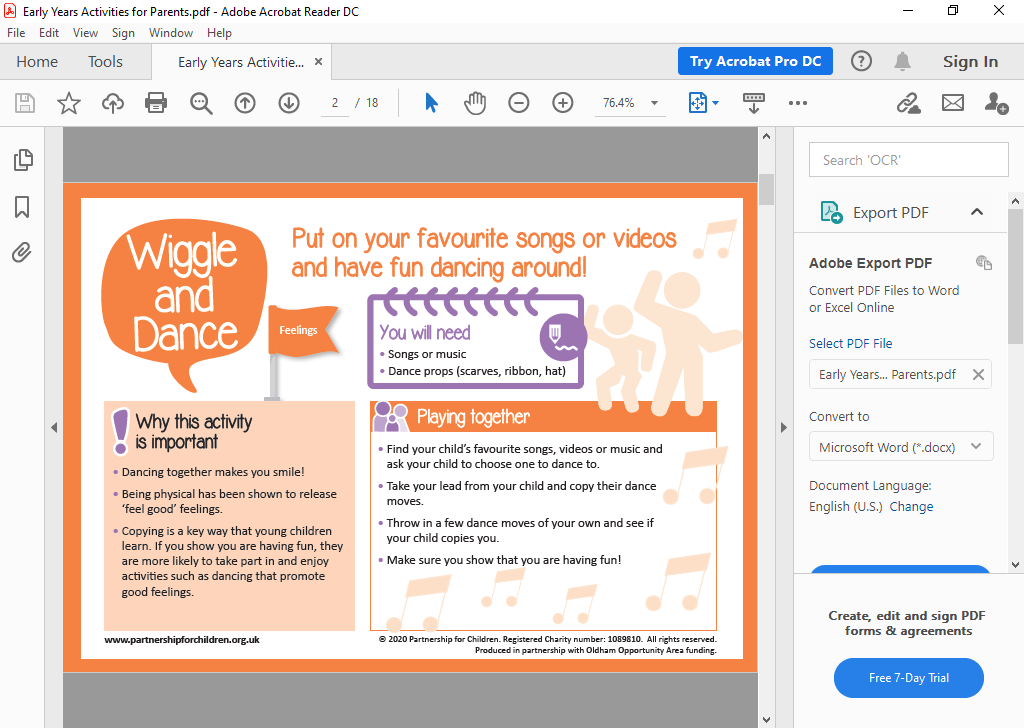 Early Years Activities for Parents.pdf - Adobe Acrobat Reader DC
File Edit View Sign Window Help
Home Tools Early Years Activitie... Try Acrobat Pro DC Sign In
2 / 18 76.4%
Wiggle
and
Dance
Put on your favourite songs or videos
and have fun dancing around!
Feelings
You will need
• Songs or music
• Dance props (scarves, ribbon, hat)
Why this activity
is important
• Dancing together makes you smile!
• Being physical has been shown to release
‘feel good’ feelings.
• Copying is a key way that young children
learn. If you show you are having fun, they
are more likely to take part in and enjoy
activities such as dancing that promote
good feelings.
Playing together
• Find your child’s favourite songs, videos or music and
ask your child to choose one to dance to.
• Take your lead from your child and copy their dance
moves.
• Throw in a few dance moves of your own and see if
your child copies you.
• Make sure you show that you are having fun!
www.partnershipforchildren.org.uk
© 2020 Partnership for Children. Registered Charity number: 1089810. All rights reserved.
Produced in partnership with Oldham Opportunity Area funding.
Search 'OCR'
Export PDF
Adobe Export PDF
Convert PDF Files to Word
or Excel Online
Select PDF File
Early Years... Parents.pdf
Convert to
Microsoft Word (*.docx)
Document Language:
English (U.S.) Change
Create, edit and sign PDF
forms & agreements
Free 7-Day Trial